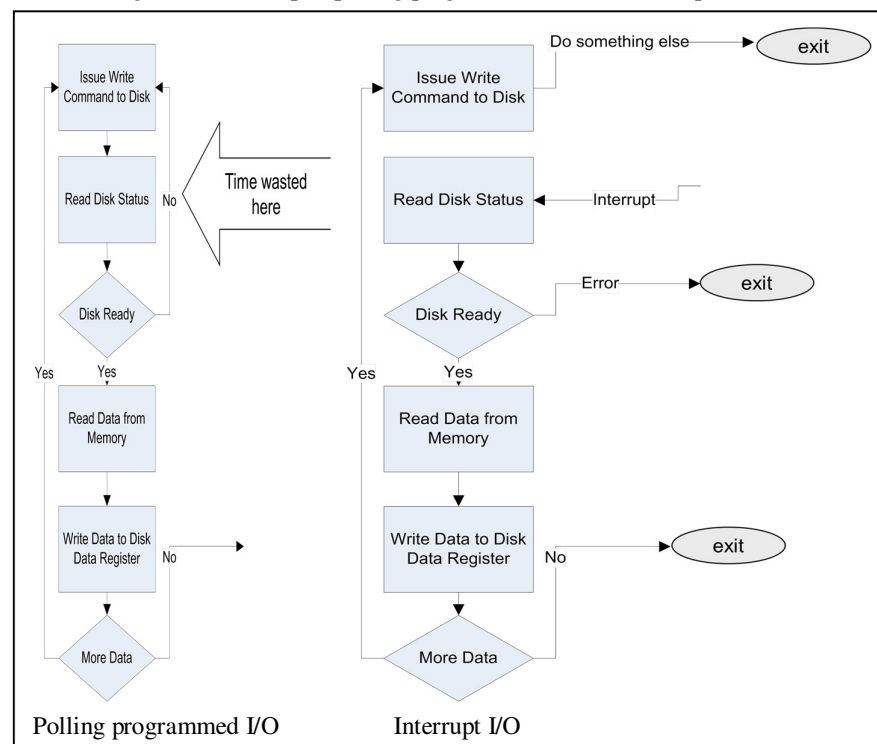 Issue Write
Command to Disk
Read Disk Status
No
Disk Ready
Yes
Yes
Read Data from
Memory
Write Data to Disk
Data Register
No
More Data
Polling programmed I/O
Time wasted
here
Do something else
exit
Issue Write
Command to Disk
Read Disk Status
Interrupt
Disk Ready
Error
exit
Yes
Yes
Read Data from
Memory
Write Data to Disk
Data Register
No
exit
More Data
Interrupt I/O